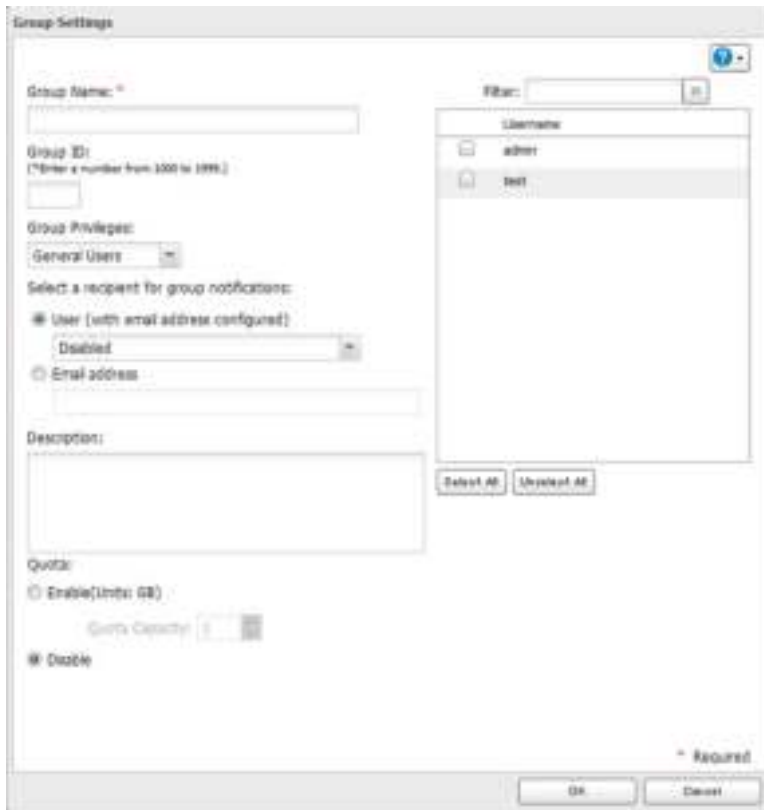 Group Settings
Group Name: *
Group ID:
(*Enter a number from 1000 to 1999.)
Group Privileges:
General Users
Select a recipient for group notifications:
User (with email address configured)
Disabled
Email address
Description:
Quota:
Enable(Units: GB)
Quota Capacity: 1
Disable
Filter:
Username
admin
test
Select All
Unselect All
* Required
OK
Cancel